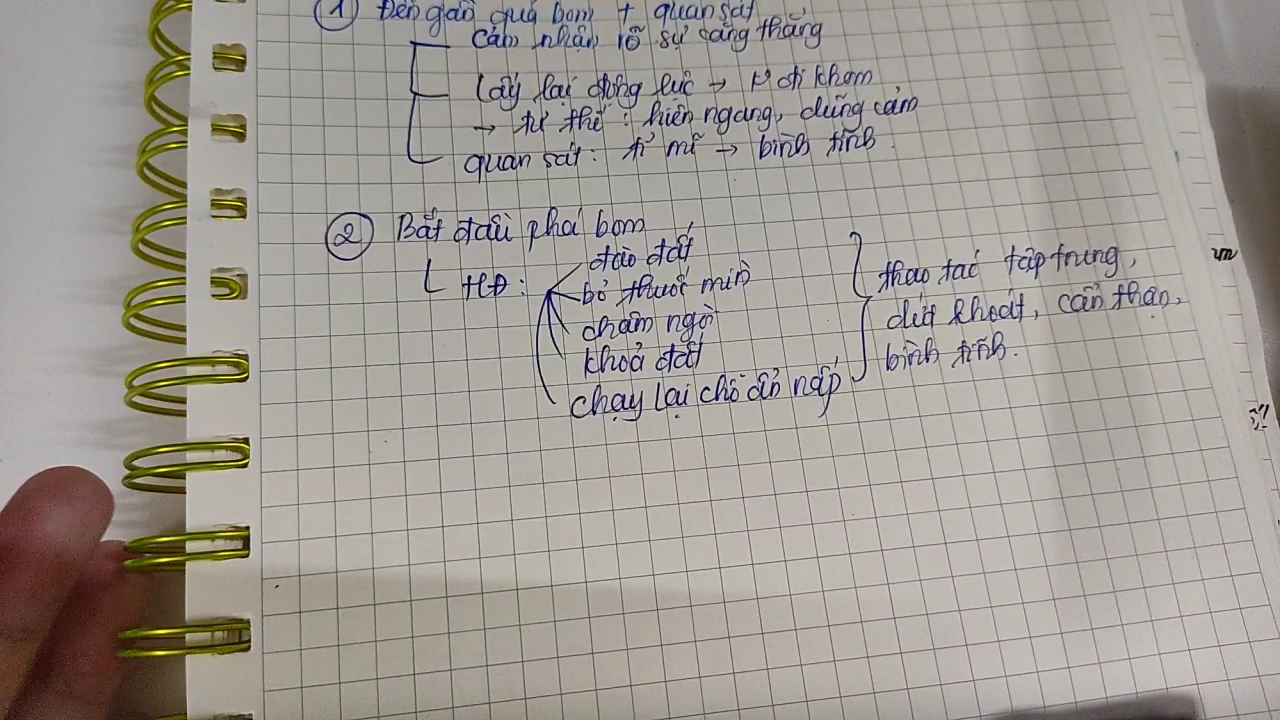 ① Đến gần quả bom + quan sát
Cảm nhận rõ sự căng thẳng
Lấy lại động lực → k đi khom
→ tư thế : hiên ngang, dũng cảm
quan sát : tỉ mỉ → bình tĩnh.
② Bắt đầu phá bom
HĐ :
đào đất
bỏ thuốc mìn
châm ngòi
khoả đất
chạy lại chỗ ẩn nấp
thao tác tập trung,
dứt khoát, cẩn thận,
bình tĩnh.